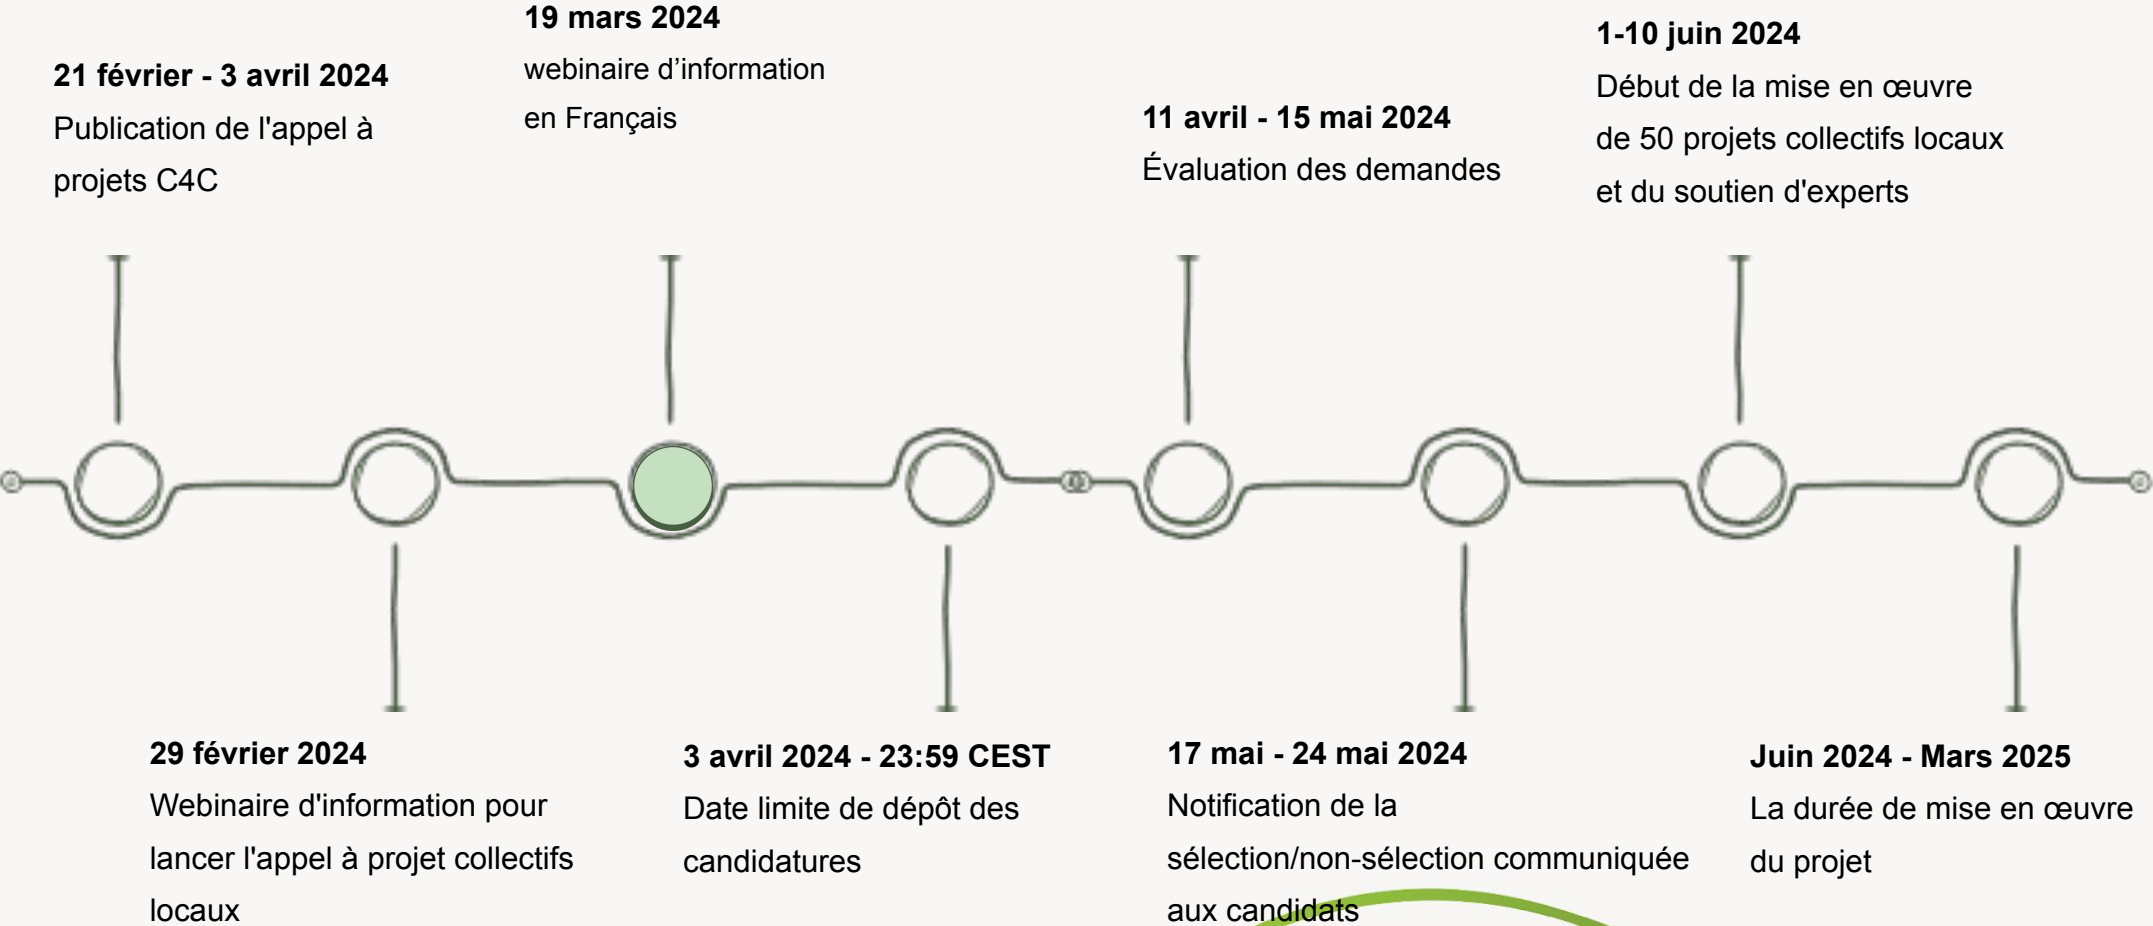 21 février - 3 avril 2024
Publication de l'appel à
projets C4C
19 mars 2024
webinaire d’information
en Français
11 avril - 15 mai 2024
Évaluation des demandes
1-10 juin 2024
Début de la mise en œuvre
de 50 projets collectifs locaux
et du soutien d'experts
29 février 2024
Webinaire d'information pour
lancer l'appel à projet collectifs
locaux
3 avril 2024 - 23:59 CEST
Date limite de dépôt des
candidatures
17 mai - 24 mai 2024
Notification de la
sélection/non-sélection communiquée
aux candidats
Juin 2024 - Mars 2025
La durée de mise en œuvre
du projet